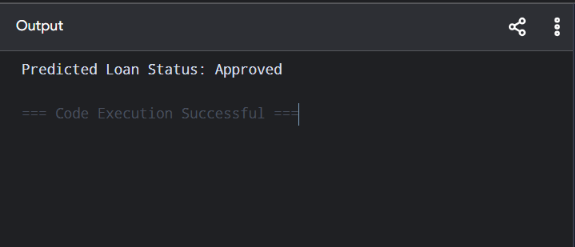 Output
Predicted Loan Status: Approved
=== Code Execution Successful ===